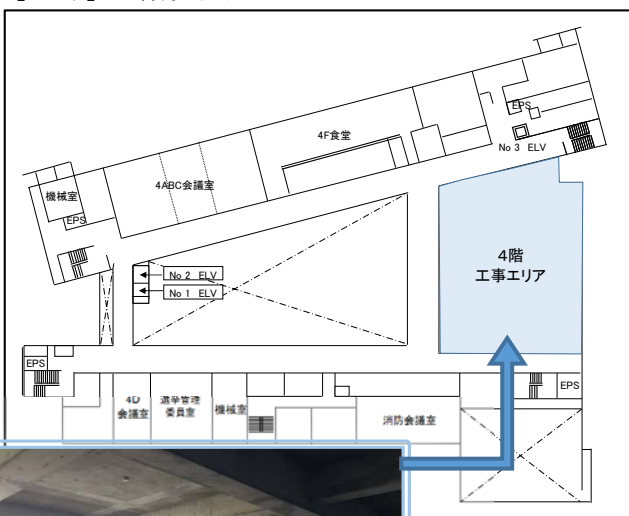 EPS
4F食堂
No 3 ELV
4ABC会議室
機械室
EPS
4階
工事エリア
No 2 ELV
No 1 ELV
EPS
EPS
4D
会議室
選挙管理
委員室
機械室
消防会議室